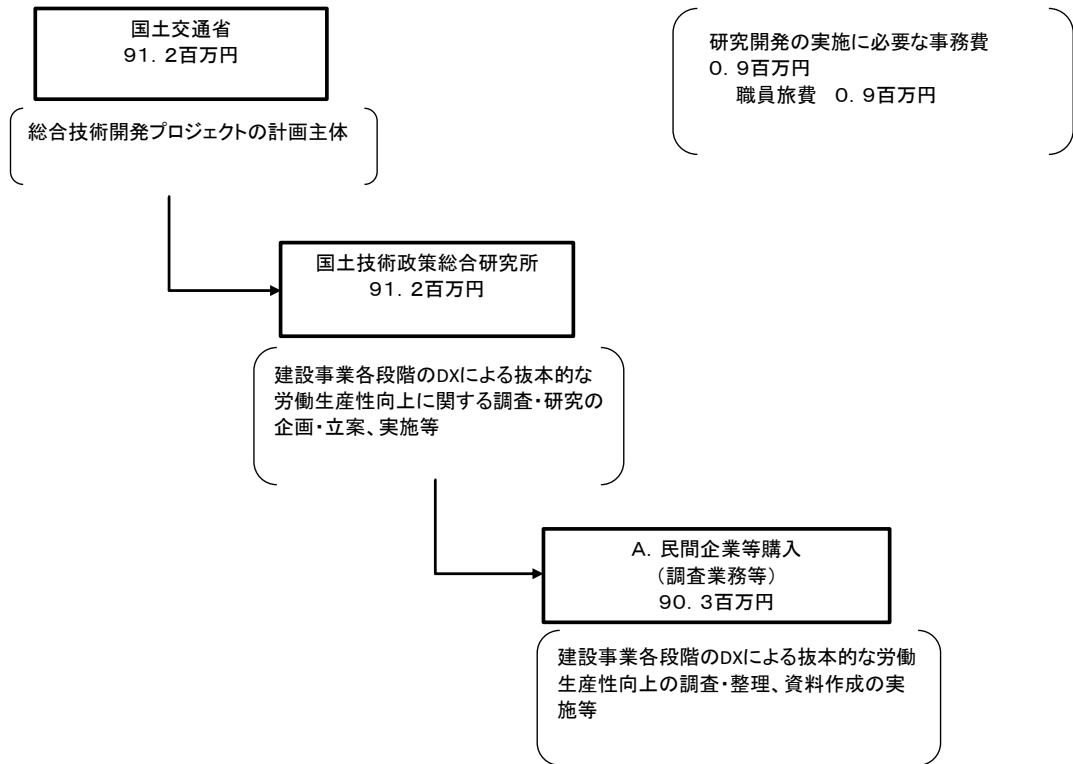 国土交通省
91．2百万円
総合技術開発プロジェクトの計画主体
研究開発の実施に必要な事務費
0．9百万円
職員旅費　0．9百万円
国土技術政策総合研究所
91．2百万円
建設事業各段階のDXによる抜本的な
労働生産性向上に関する調査・研究の
企画・立案、実施等
A．民間企業等購入
（調査業務等）
90．3百万円
建設事業各段階のDXによる抜本的な労働
生産性向上の調査・整理、資料作成の実
施等